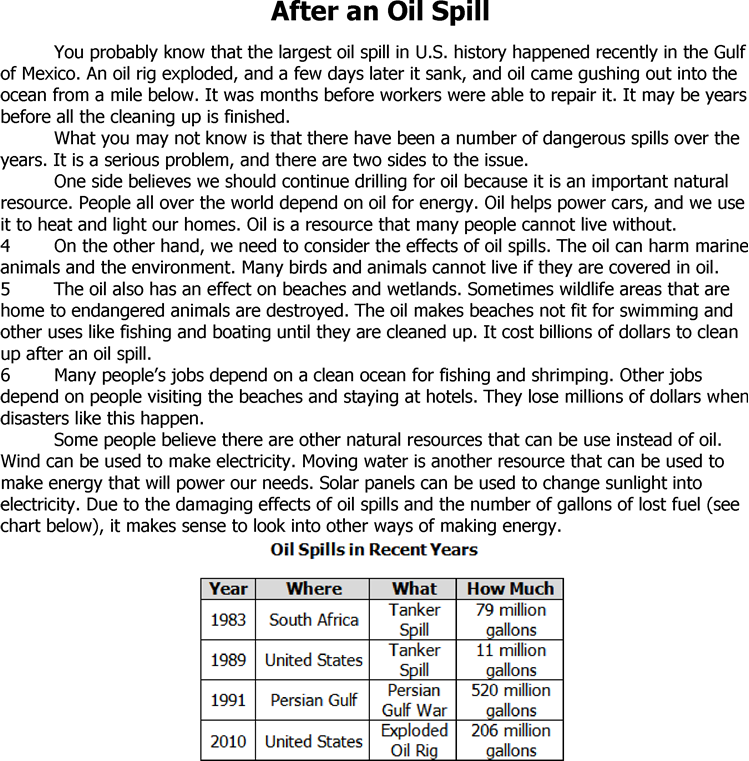 After an Oil Spill
You probably know that the largest oil spill in U.S. history happened recently in the Gulf
of Mexico. An oil rig exploded, and a few days later it sank, and oil came gushing out into the
ocean from a mile below. It was months before workers were able to repair it. It may be years
before all the cleaning up is finished.
What you may not know is that there have been a number of dangerous spills over the
years. It is a serious problem, and there are two sides to the issue.
One side believes we should continue drilling for oil because it is an important natural
resource. People all over the world depend on oil for energy. Oil helps power cars, and we use
it to heat and light our homes. Oil is a resource that many people cannot live without.
4 On the other hand, we need to consider the effects of oil spills. The oil can harm marine
animals and the environment. Many birds and animals cannot live if they are covered in oil.
5 The oil also has an effect on beaches and wetlands. Sometimes wildlife areas that are
home to endangered animals are destroyed. The oil makes beaches not fit for swimming and
other uses like fishing and boating until they are cleaned up. It cost billions of dollars to clean
up after an oil spill.
6 Many people’s jobs depend on a clean ocean for fishing and shrimping. Other jobs
depend on people visiting the beaches and staying at hotels. They lose millions of dollars when
disasters like this happen.
Some people believe there are other natural resources that can be use instead of oil.
Wind can be used to make electricity. Moving water is another resource that can be used to
make energy that will power our needs. Solar panels can be used to change sunlight into
electricity. Due to the damaging effects of oil spills and the number of gallons of lost fuel (see
chart below), it makes sense to look into other ways of making energy.
Oil Spills in Recent Years
Year Where What How Much
1983 South Africa Tanker Spill 79 million gallons
1989 United States Tanker Spill 11 million gallons
1991 Persian Gulf Persian Gulf War 520 million gallons
2010 United States Exploded Oil Rig 206 million gallons